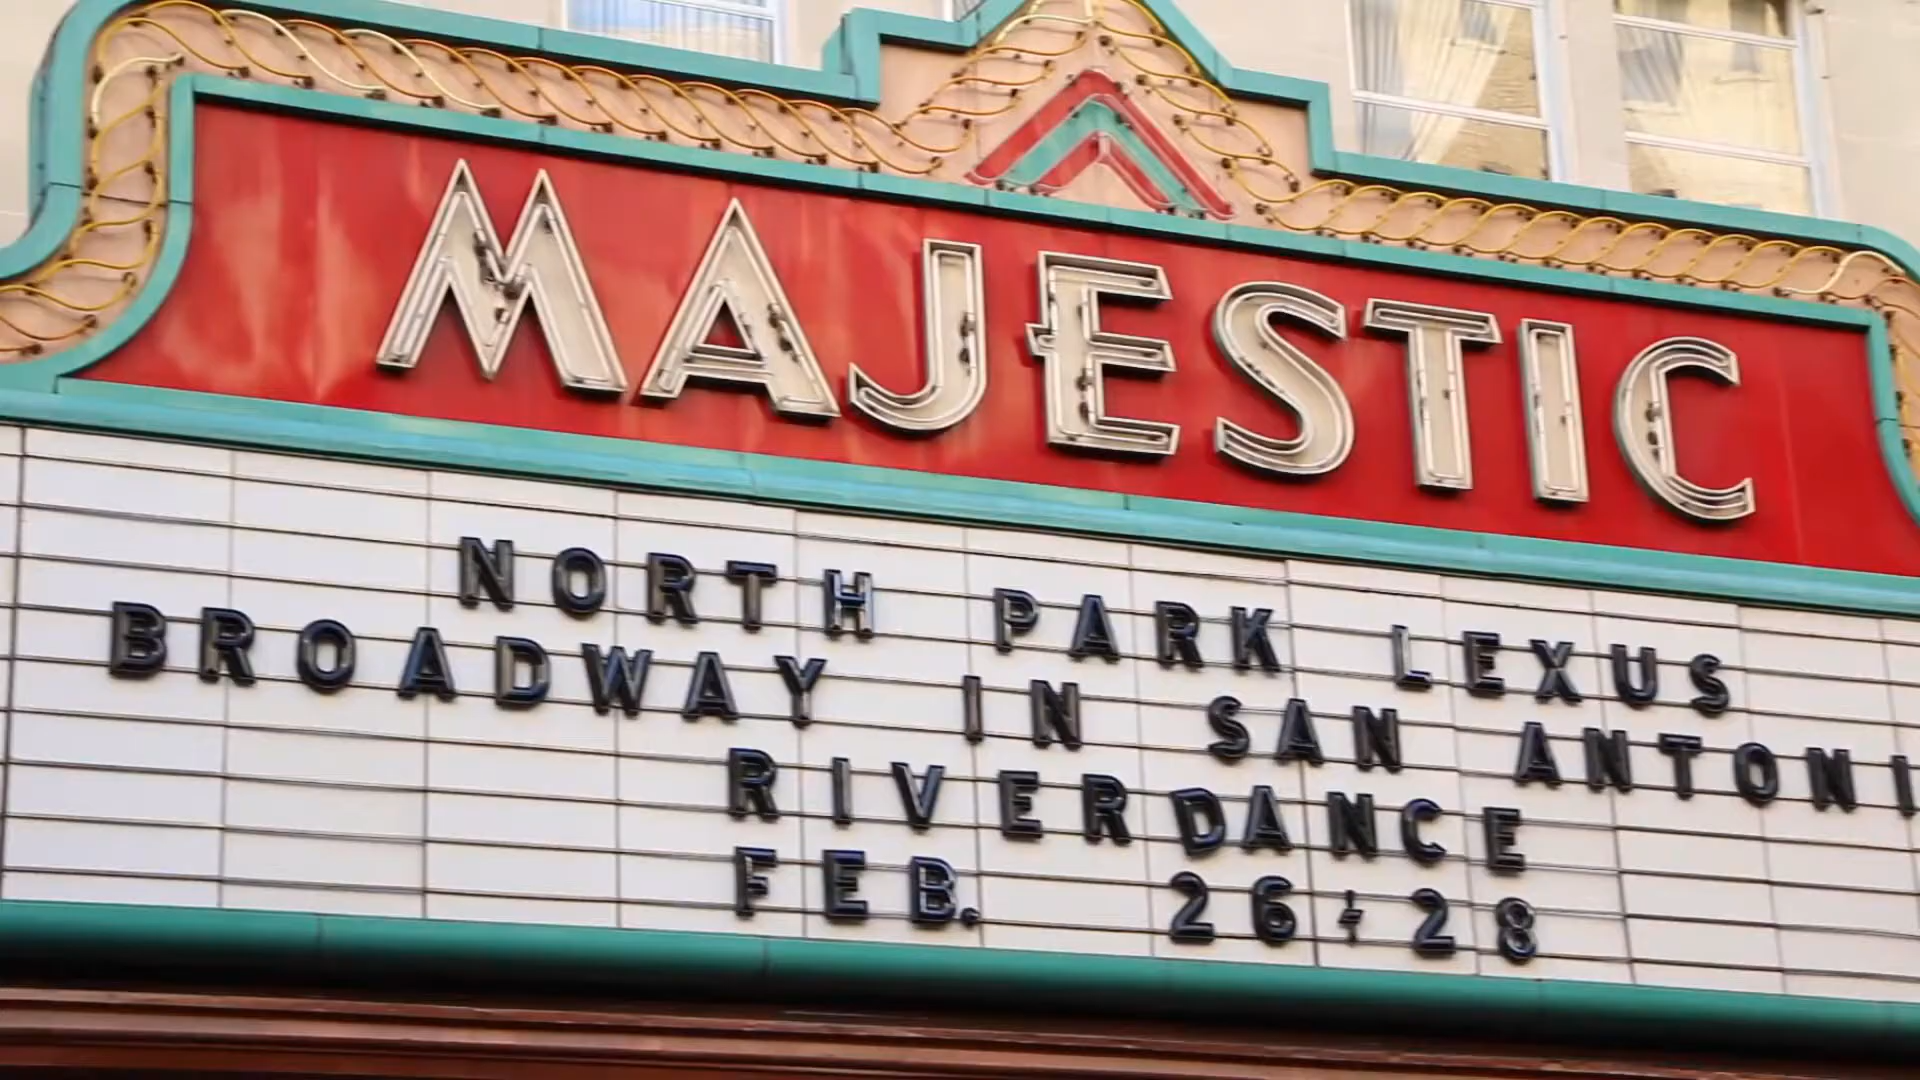 MAJESTIC
NORTH PARK LEXUS
BROADWAY IN SAN ANTONI
RIVERDANCE
FEB. 26-28